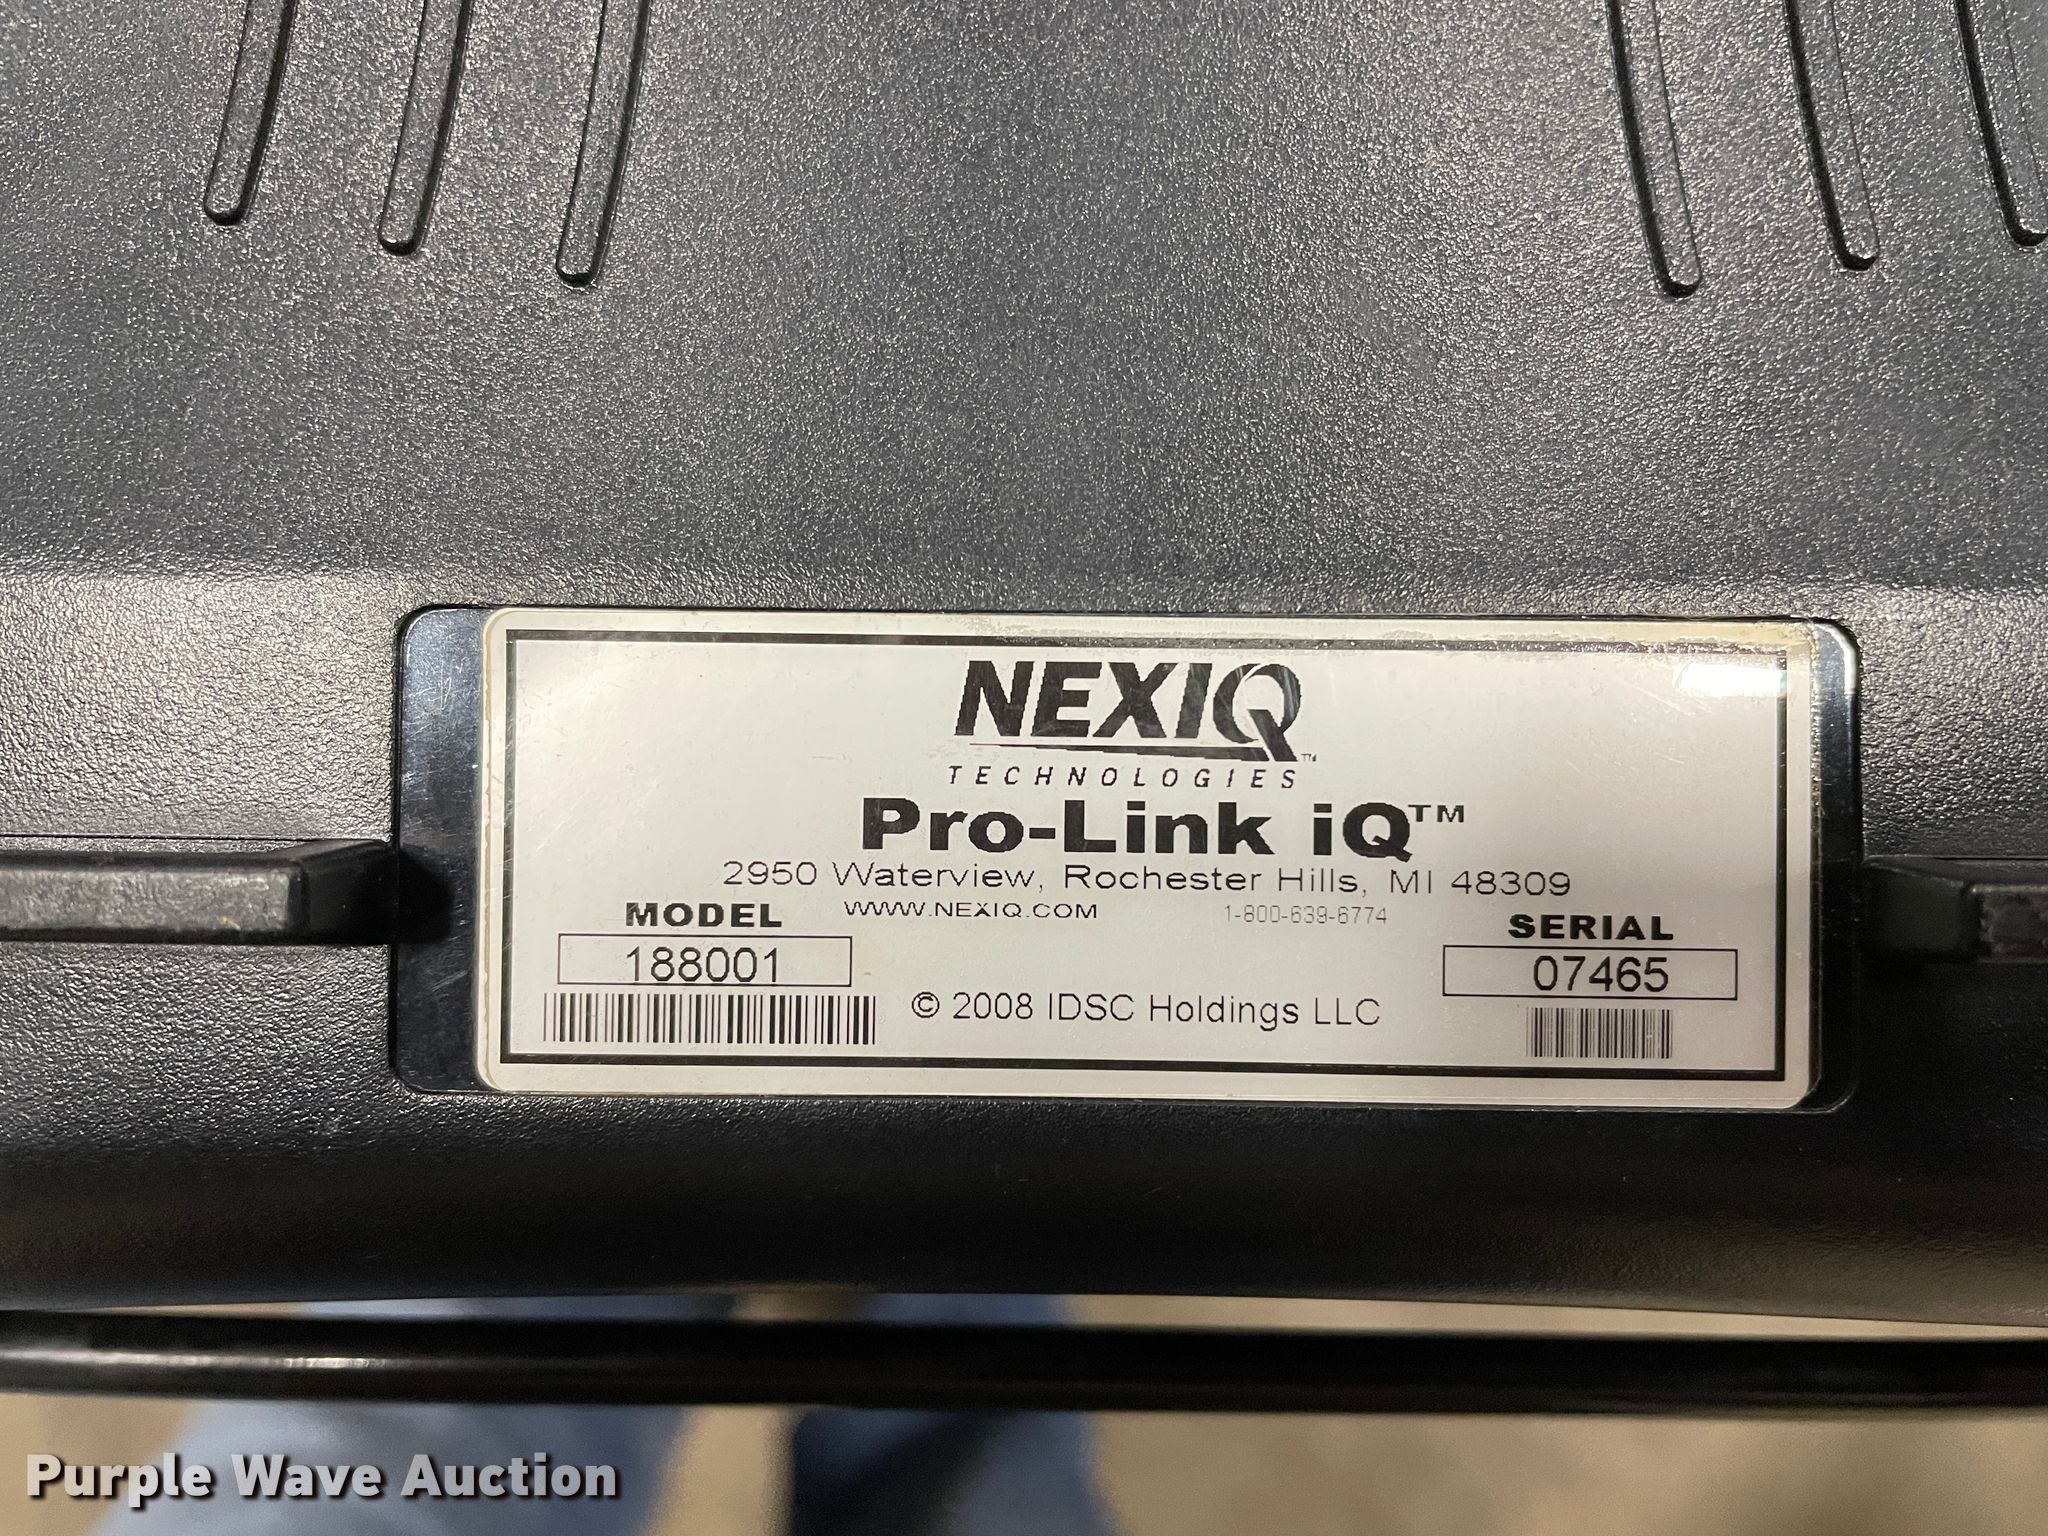 NEXIQ™
TECHNOLOGIES
Pro-Link iQ™
2950 Waterview, Rochester Hills, MI 48309
MODEL WWW.NEXIQ.COM 1-800-639-6774 SERIAL
188001 07465
© 2008 IDSC Holdings LLC
Purple Wave Auction